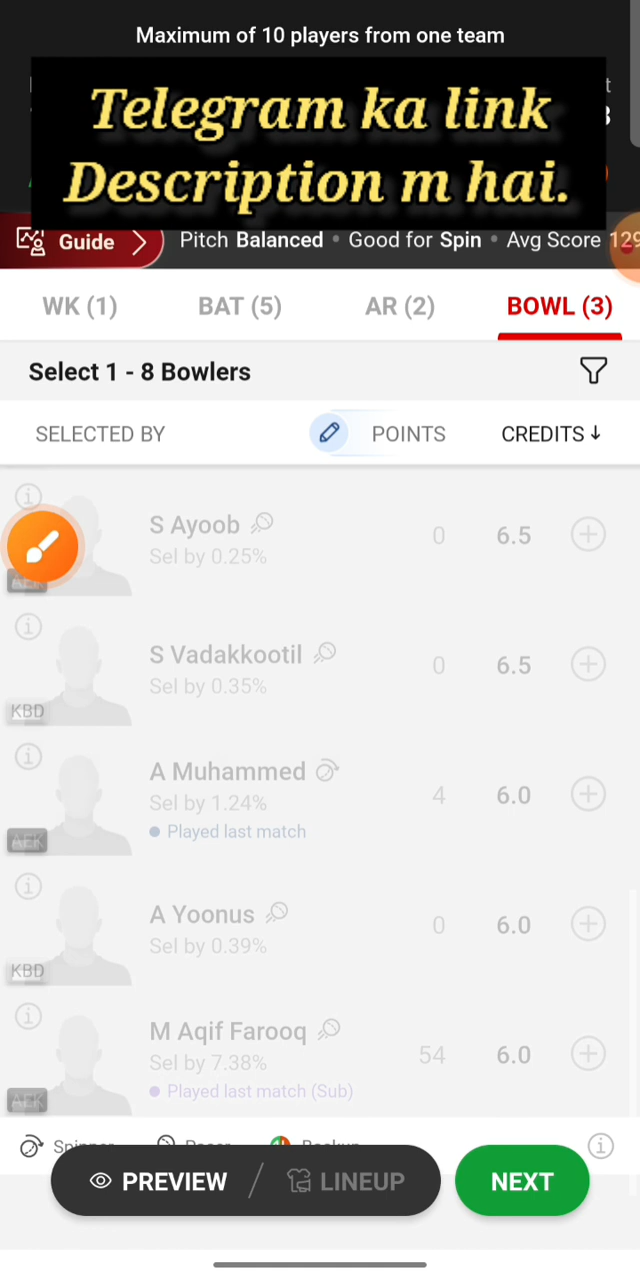 Maximum of 10 players from one team
Telegram ka link
Description m hai.
Guide
Pitch Balanced • Good for Spin • Avg Score 129
WK (1) BAT (5) AR (2) BOWL (3)
Select 1 - 8 Bowlers
SELECTED BY POINTS CREDITS ↓
S Ayoob 0 6.5
Sel by 0.25%
AEK
S Vadakkootil 0 6.5
Sel by 0.35%
KBD
A Muhammed 4 6.0
Sel by 1.24%
• Played last match
AEK
A Yoonus 0 6.0
Sel by 0.39%
KBD
M Aqif Farooq 54 6.0
Sel by 7.38%
• Played last match (Sub)
AEK
PREVIEW / LINEUP NEXT